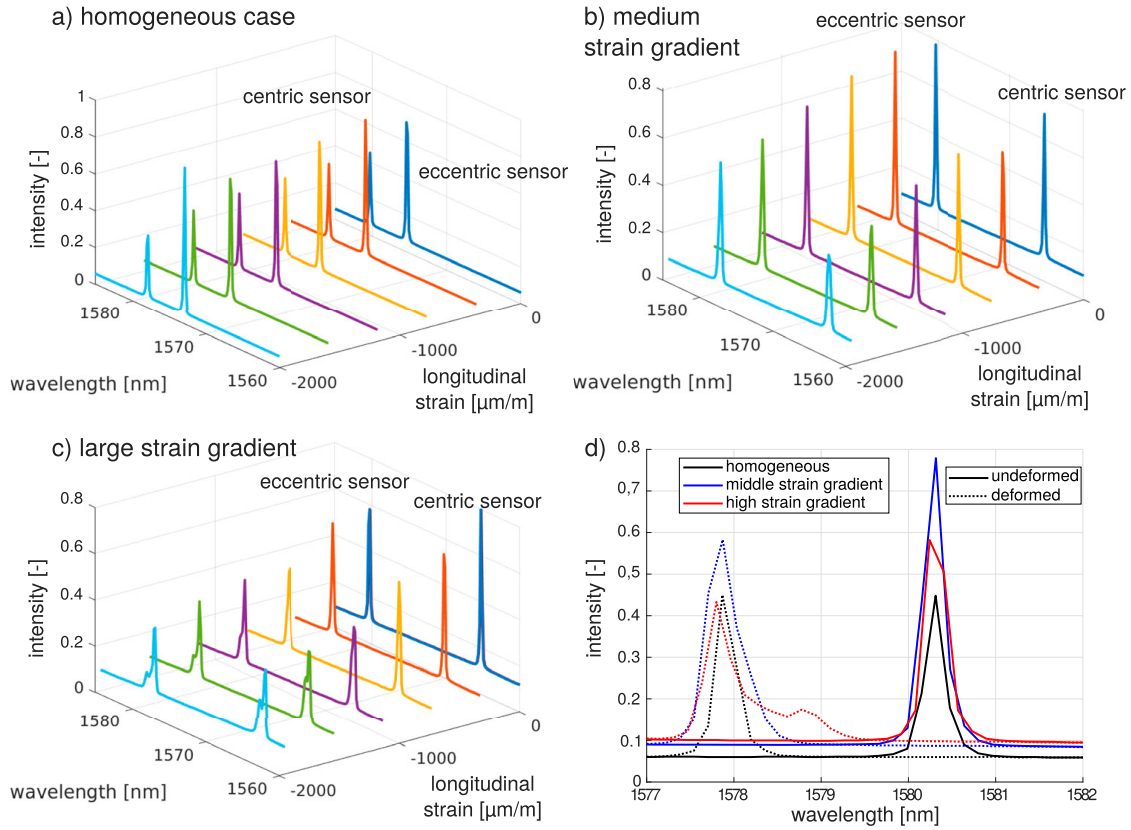 a) homogeneous case
centric sensor
eccentric sensor
1
0.8
0.6
0.4
0.2
0
intensity [-]
1580
1570
1560
wavelength [nm]
-2000
-1000
0
longitudinal
strain [µm/m]
b) medium
strain gradient
eccentric sensor
centric sensor
0.8
0.6
0.4
0.2
0
intensity [-]
1580
1570
1560
wavelength [nm]
-2000
-1000
0
longitudinal
strain [µm/m]
c) large strain gradient
eccentric sensor
centric sensor
0.8
0.6
0.4
0.2
0
intensity [-]
1580
1570
1560
wavelength [nm]
-2000
-1000
0
longitudinal
strain [µm/m]
d)
homogeneous
middle strain gradient
high strain gradient
undeformed
deformed
0.8
0,7
0.6
0,5
0.4
0.3
0.2
0.1
0
intensity [-]
1577
1578
1579
1580
1581
1582
wavelength [nm]